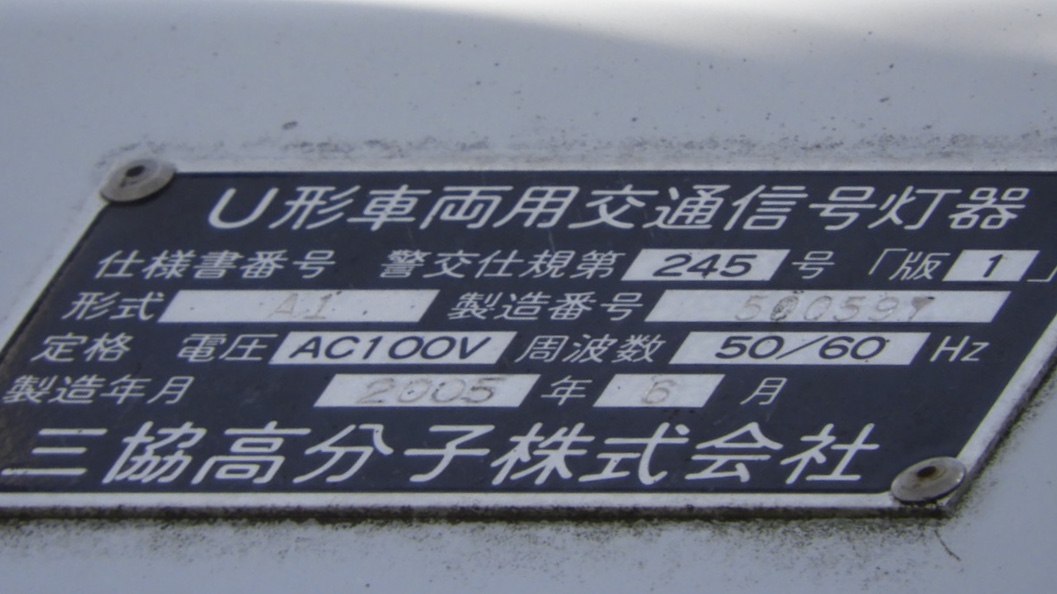 U形車両用交通信号灯器
仕様書番号 警交仕規第 245 号 「版 1 」
形式 A1 製造番号 500597
定格 電圧 AC100V 周波数 50/60 Hz
製造年月 2005 年 6 月
三協高分子株式会社